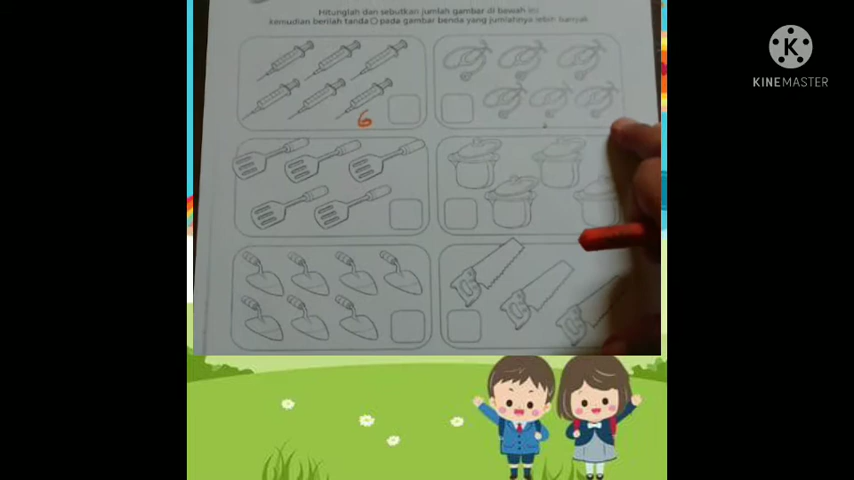 Hitunglah dan sebutkan jumlah gambar di bawah ini
kemudian berilah tanda O pada gambar benda yang jumlahnya lebih banyak.
6
K
KINEMASTER